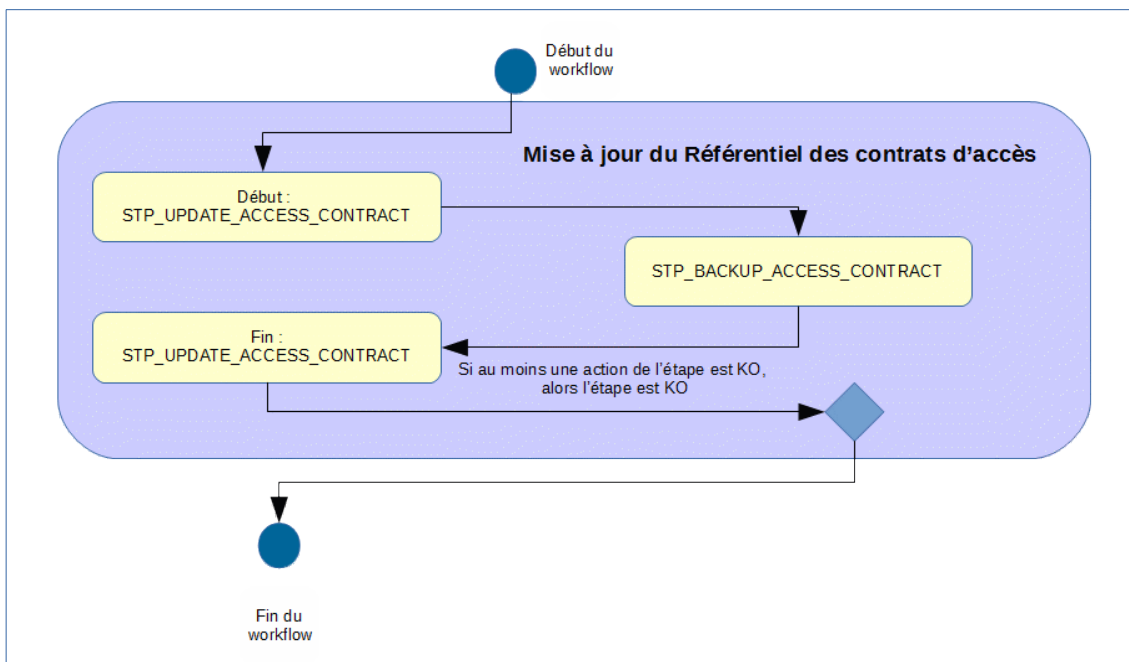 Début du
workflow
Mise à jour du Référentiel des contrats d’accès
Début :
STP_UPDATE_ACCESS_CONTRACT
STP_BACKUP_ACCESS_CONTRACT
Fin :
STP_UPDATE_ACCESS_CONTRACT
Si au moins une action de l’étape est KO,
alors l’étape est KO
Fin du
workflow